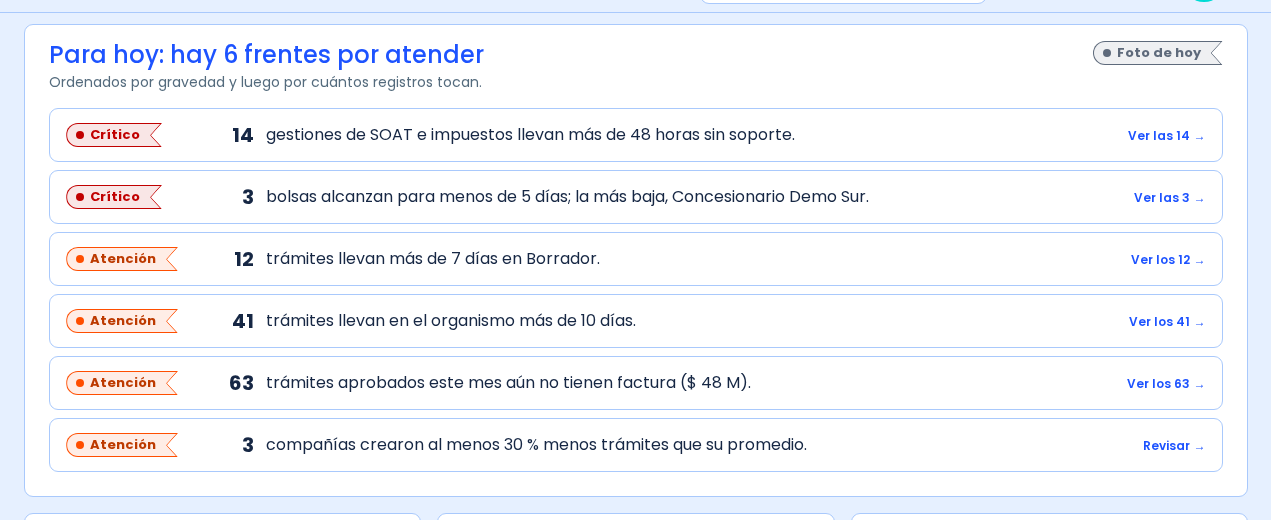 Para hoy: hay 6 frentes por atender
Foto de hoy
Ordenados por gravedad y luego por cuántos registros tocan.
Crítico 14 gestiones de SOAT e impuestos llevan más de 48 horas sin soporte. Ver las 14 →
Crítico 3 bolsas alcanzan para menos de 5 días; la más baja, Concesionario Demo Sur. Ver las 3 →
Atención 12 trámites llevan más de 7 días en Borrador. Ver los 12 →
Atención 41 trámites llevan en el organismo más de 10 días. Ver los 41 →
Atención 63 trámites aprobados este mes aún no tienen factura ($ 48 M). Ver los 63 →
Atención 3 compañías crearon al menos 30 % menos trámites que su promedio. Revisar →